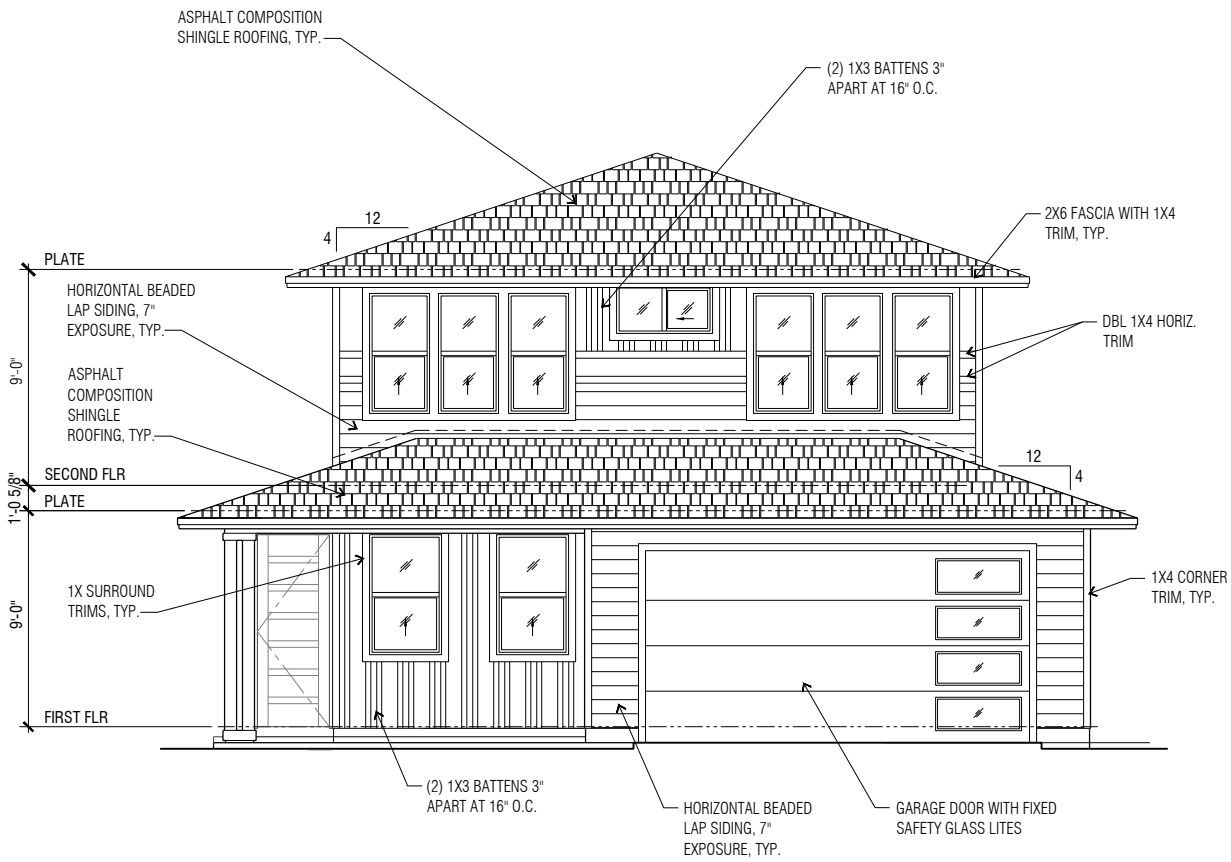 ASPHALT COMPOSITION
SHINGLE ROOFING, TYP.
(2) 1X3 BATTENS 3"
APART AT 16" O.C.
2X6 FASCIA WITH 1X4
TRIM, TYP.
12
4
PLATE
HORIZONTAL BEADED
LAP SIDING, 7"
EXPOSURE, TYP.
DBL 1X4 HORIZ.
TRIM
9'-0"
ASPHALT
COMPOSITION
SHINGLE
ROOFING, TYP.
12
4
SECOND FLR
1'-0 5/8"
PLATE
1X SURROUND
TRIMS, TYP.
1X4 CORNER
TRIM, TYP.
9'-0"
FIRST FLR
(2) 1X3 BATTENS 3"
APART AT 16" O.C.
HORIZONTAL BEADED
LAP SIDING, 7"
EXPOSURE, TYP.
GARAGE DOOR WITH FIXED
SAFETY GLASS LITES